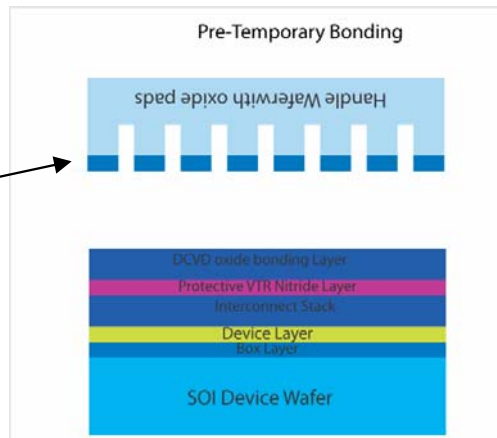 Pre-Temporary Bonding
Handle Waferwith oxide pads
DCVD oxide bonding Layer
Protective VTR Nitride Layer
Interconnect Stack
Device Layer
Box Layer
SOI Device Wafer